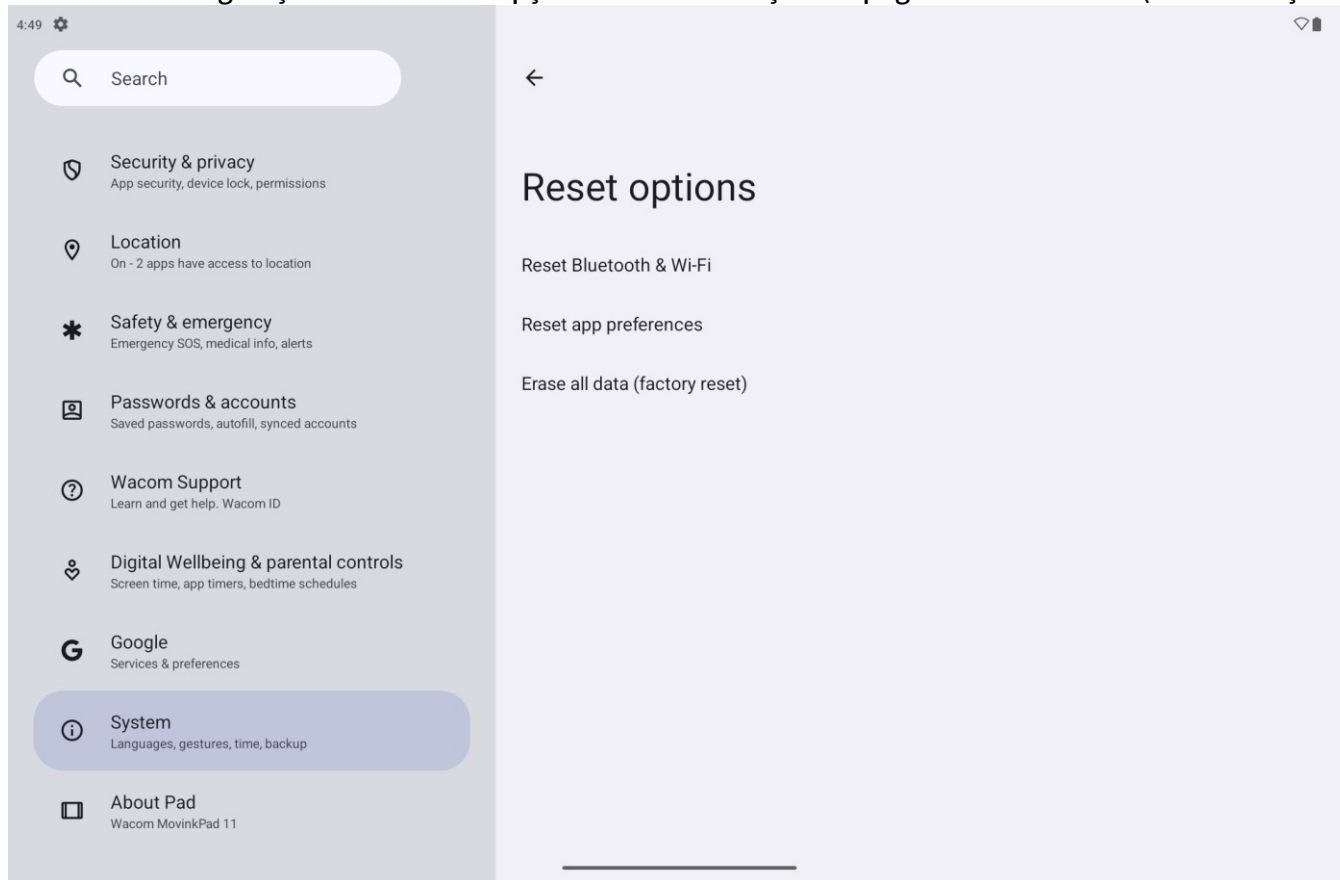 4:49
Search
Security & privacy
App security, device lock, permissions
Location
On - 2 apps have access to location
Safety & emergency
Emergency SOS, medical info, alerts
Passwords & accounts
Saved passwords, autofill, synced accounts
Wacom Support
Learn and get help. Wacom ID
Digital Wellbeing & parental controls
Screen time, app timers, bedtime schedules
Google
Services & preferences
System
Languages, gestures, time, backup
About Pad
Wacom MovinkPad 11
Reset options
Reset Bluetooth & Wi-Fi
Reset app preferences
Erase all data (factory reset)